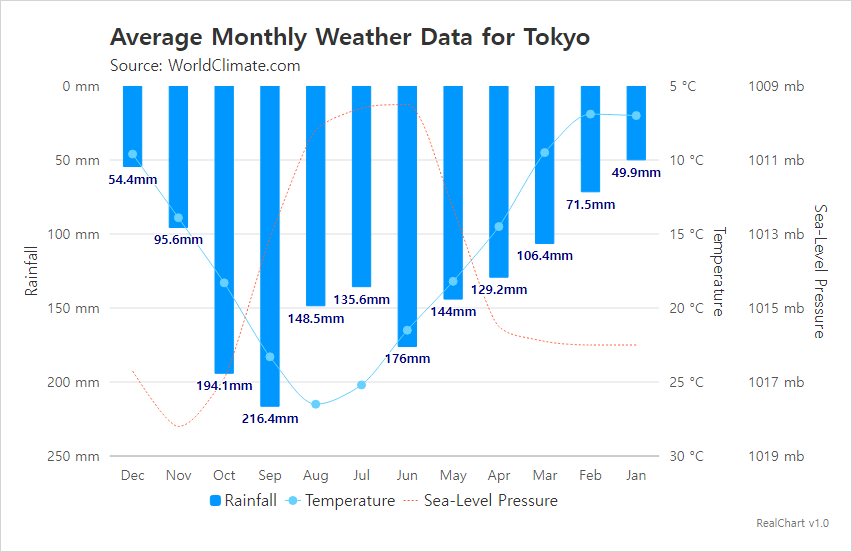 Average Monthly Weather Data for Tokyo
Source: WorldClimate.com
0 mm
50 mm
100 mm
150 mm
200 mm
250 mm
Rainfall
54.4mm
95.6mm
194.1mm
216.4mm
148.5mm
135.6mm
176mm
144mm
129.2mm
106.4mm
71.5mm
49.9mm
5 °C
10 °C
15 °C
20 °C
25 °C
30 °C
Temperature
1009 mb
1011 mb
1013 mb
1015 mb
1017 mb
1019 mb
Sea-Level Pressure
Dec Nov Oct Sep Aug Jul Jun May Apr Mar Feb Jan
Rainfall Temperature Sea-Level Pressure
RealChart v1.0